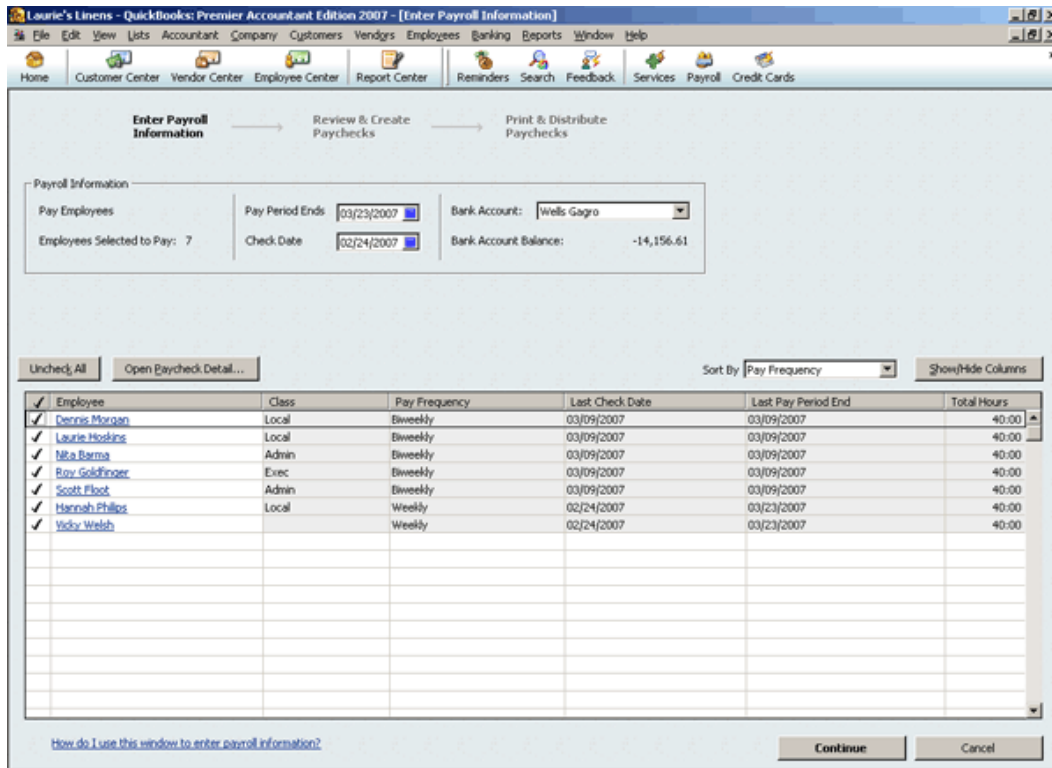 Laurie's Linens - QuickBooks: Premier Accountant Edition 2007 - [Enter Payroll Information]
File Edit View Lists Accountant Company Customers Vendors Employees Banking Reports Window Help
Home Customer Center Vendor Center Employee Center Report Center Reminders Search Feedback Services Payroll Credit Cards
Enter Payroll Information
Review & Create Paychecks
Print & Distribute Paychecks
Payroll Information
Pay Employees Pay Period Ends 03/23/2007 Bank Account: Wells Gagro
Employees Selected to Pay: 7 Check Date 02/24/2007 Bank Account Balance: -14,156.61
Uncheck All Open Paycheck Detail... Sort By Pay Frequency Show/Hide Columns
Employee Class Pay Frequency Last Check Date Last Pay Period End Total Hours
Dennis Morgan Local Biweekly 03/09/2007 03/09/2007 40:00
Laurie Hoskins Local Biweekly 03/09/2007 03/09/2007 40:00
Nita Barma Admin Biweekly 03/09/2007 03/09/2007 40:00
Roy Goldfinger Exec Biweekly 03/09/2007 03/09/2007 40:00
Scott Floot Admin Biweekly 03/09/2007 03/09/2007 40:00
Hannah Philips Local Weekly 02/24/2007 03/23/2007 40:00
Vicky Welsh Weekly 02/24/2007 03/23/2007 40:00
How do I use this window to enter payroll information? Continue Cancel